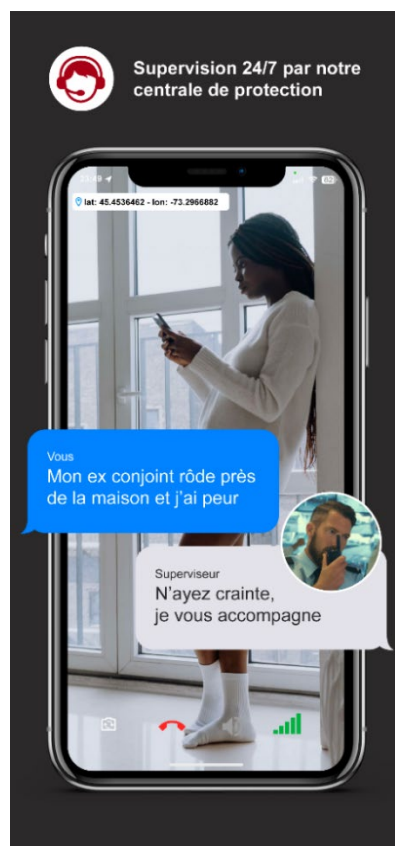 Supervision 24/7 par notre
centrale de protection
lat: 45.4536462 - lon: -73.2966882
Vous
Mon ex conjoint rôde près
de la maison et j'ai peur
Superviseur
N'ayez crainte,
je vous accompagne